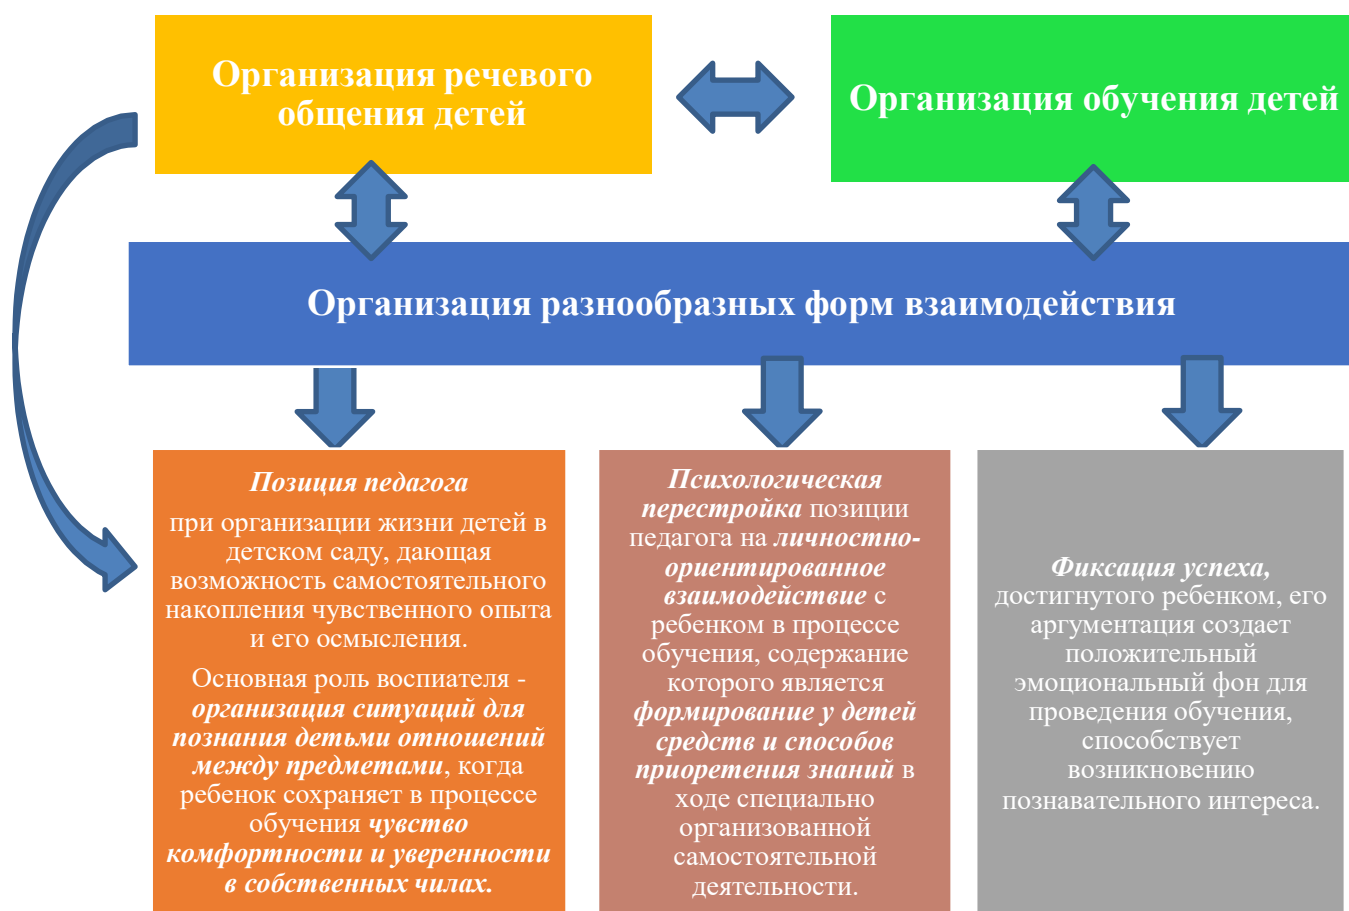 Организация речевого
общения детей
Организация обучения детей
Организация разнообразных форм взаимодействия
Позиция педагога
при организации жизни детей в
детском саду, дающая
возможность самостоятельного
накопления чувственного опыта
и его осмысления.
Основная роль воспиателя -
организация ситуаций для
познания детьми отношений
между предметами, когда
ребенок сохраняет в процессе
обучения чувство
комфортности и уверенности
в собственных чилах.
Психологическая
перестройка позиции
педагога на личностно-
ориентированное
взаимодействие с
ребенком в процессе
обучения, содержание
которого является
формирование у детей
средств и способов
приоретения знаний в
ходе специально
организованной
самостоятельной
деятельности.
Фиксация успеха,
достигнутого ребенком, его
аргументация создает
положительный
эмоциональный фон для
проведения обучения,
способствует
возникновению
познавательного интереса.